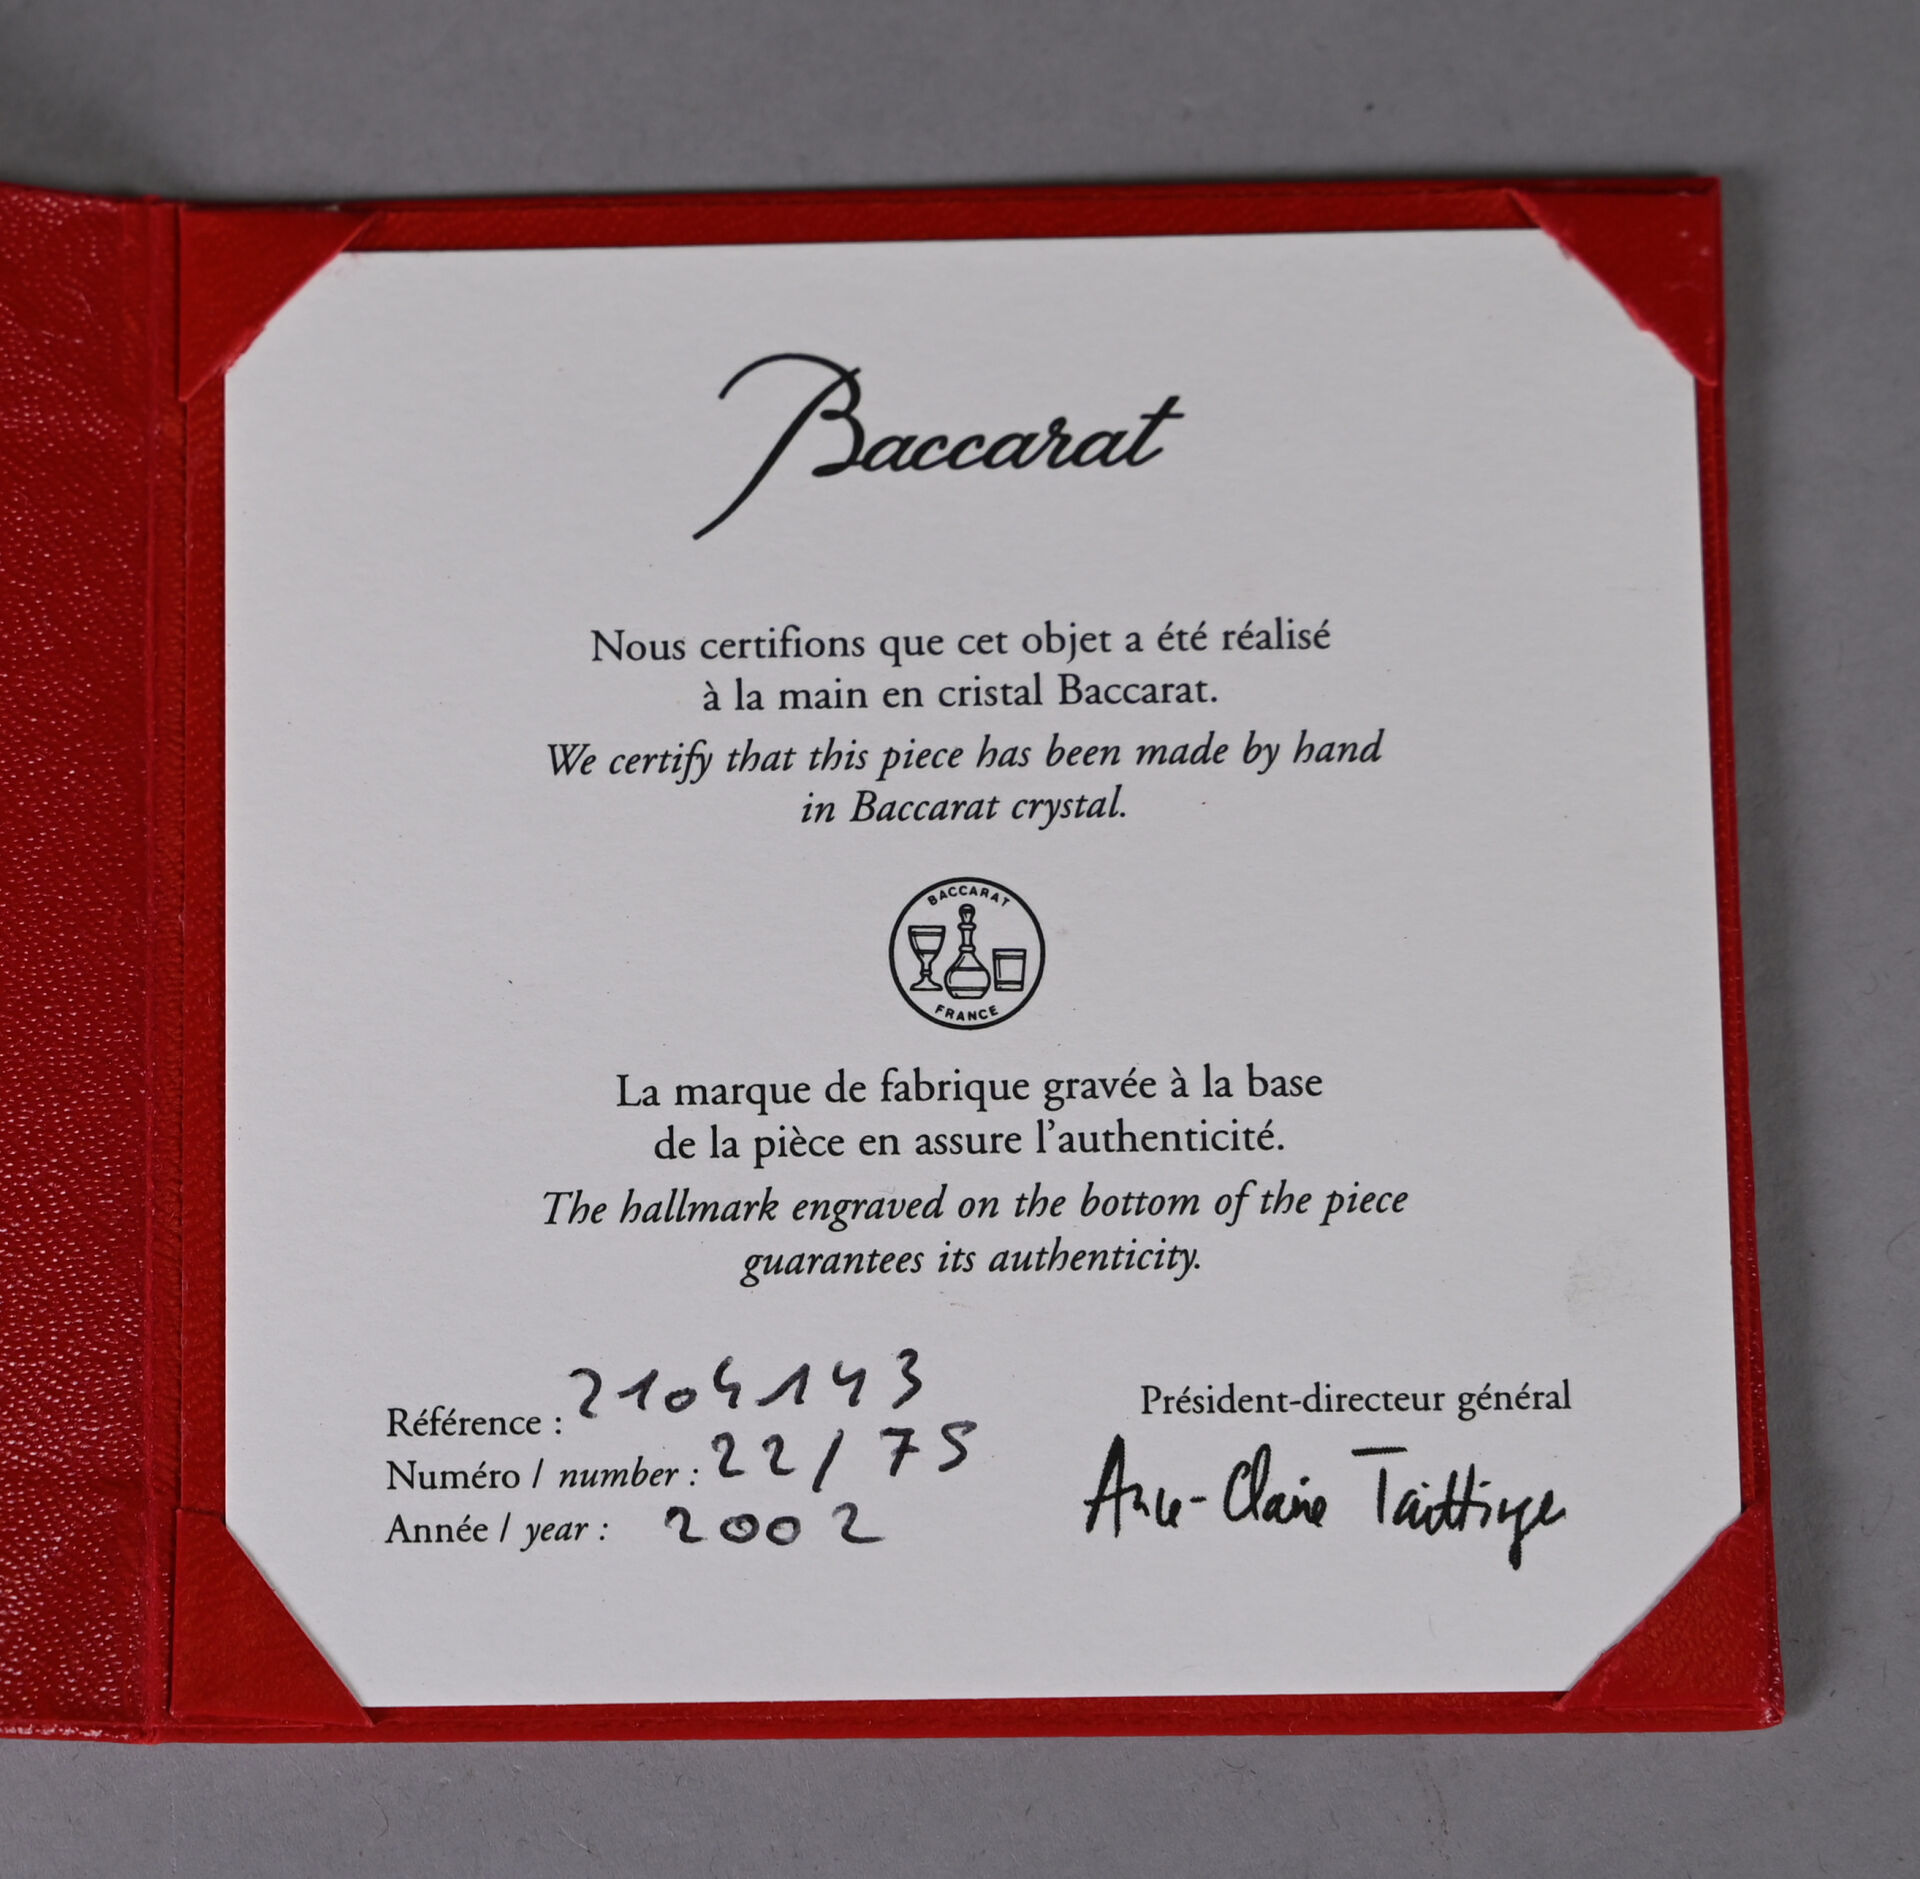 Baccarat
Nous certifions que cet objet a été réalisé
à la main en cristal Baccarat.
We certify that this piece has been made by hand
in Baccarat crystal.
BACCARAT
FRANCE
La marque de fabrique gravée à la base
de la pièce en assure l'authenticité.
The hallmark engraved on the bottom of the piece
guarantees its authenticity.
Référence : 2104143
Numéro / number : 22/75
Année / year : 2002
Président-directeur général
Anne-Claire Taittinger